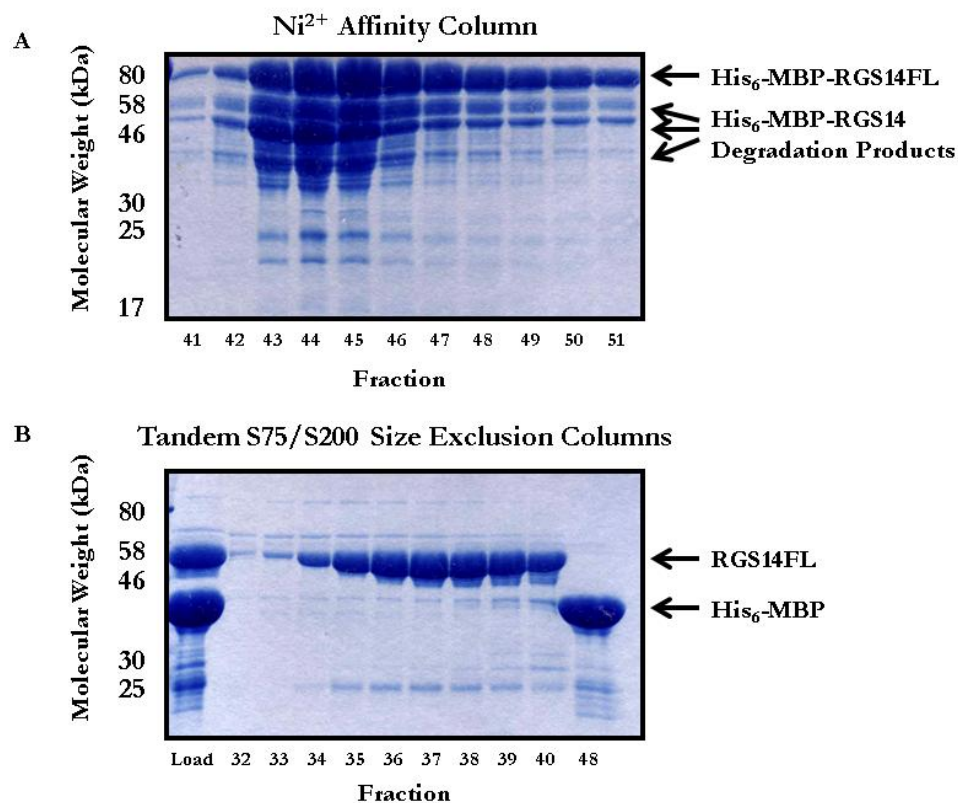 A
Ni²⁺ Affinity Column
Molecular Weight (kDa)
80
58
46
30
25
17
His₆-MBP-RGS14FL
His₆-MBP-RGS14
Degradation Products
41 42 43 44 45 46 47 48 49 50 51
Fraction
B
Tandem S75/S200 Size Exclusion Columns
Molecular Weight (kDa)
80
58
46
30
25
RGS14FL
His₆-MBP
Load 32 33 34 35 36 37 38 39 40 48
Fraction